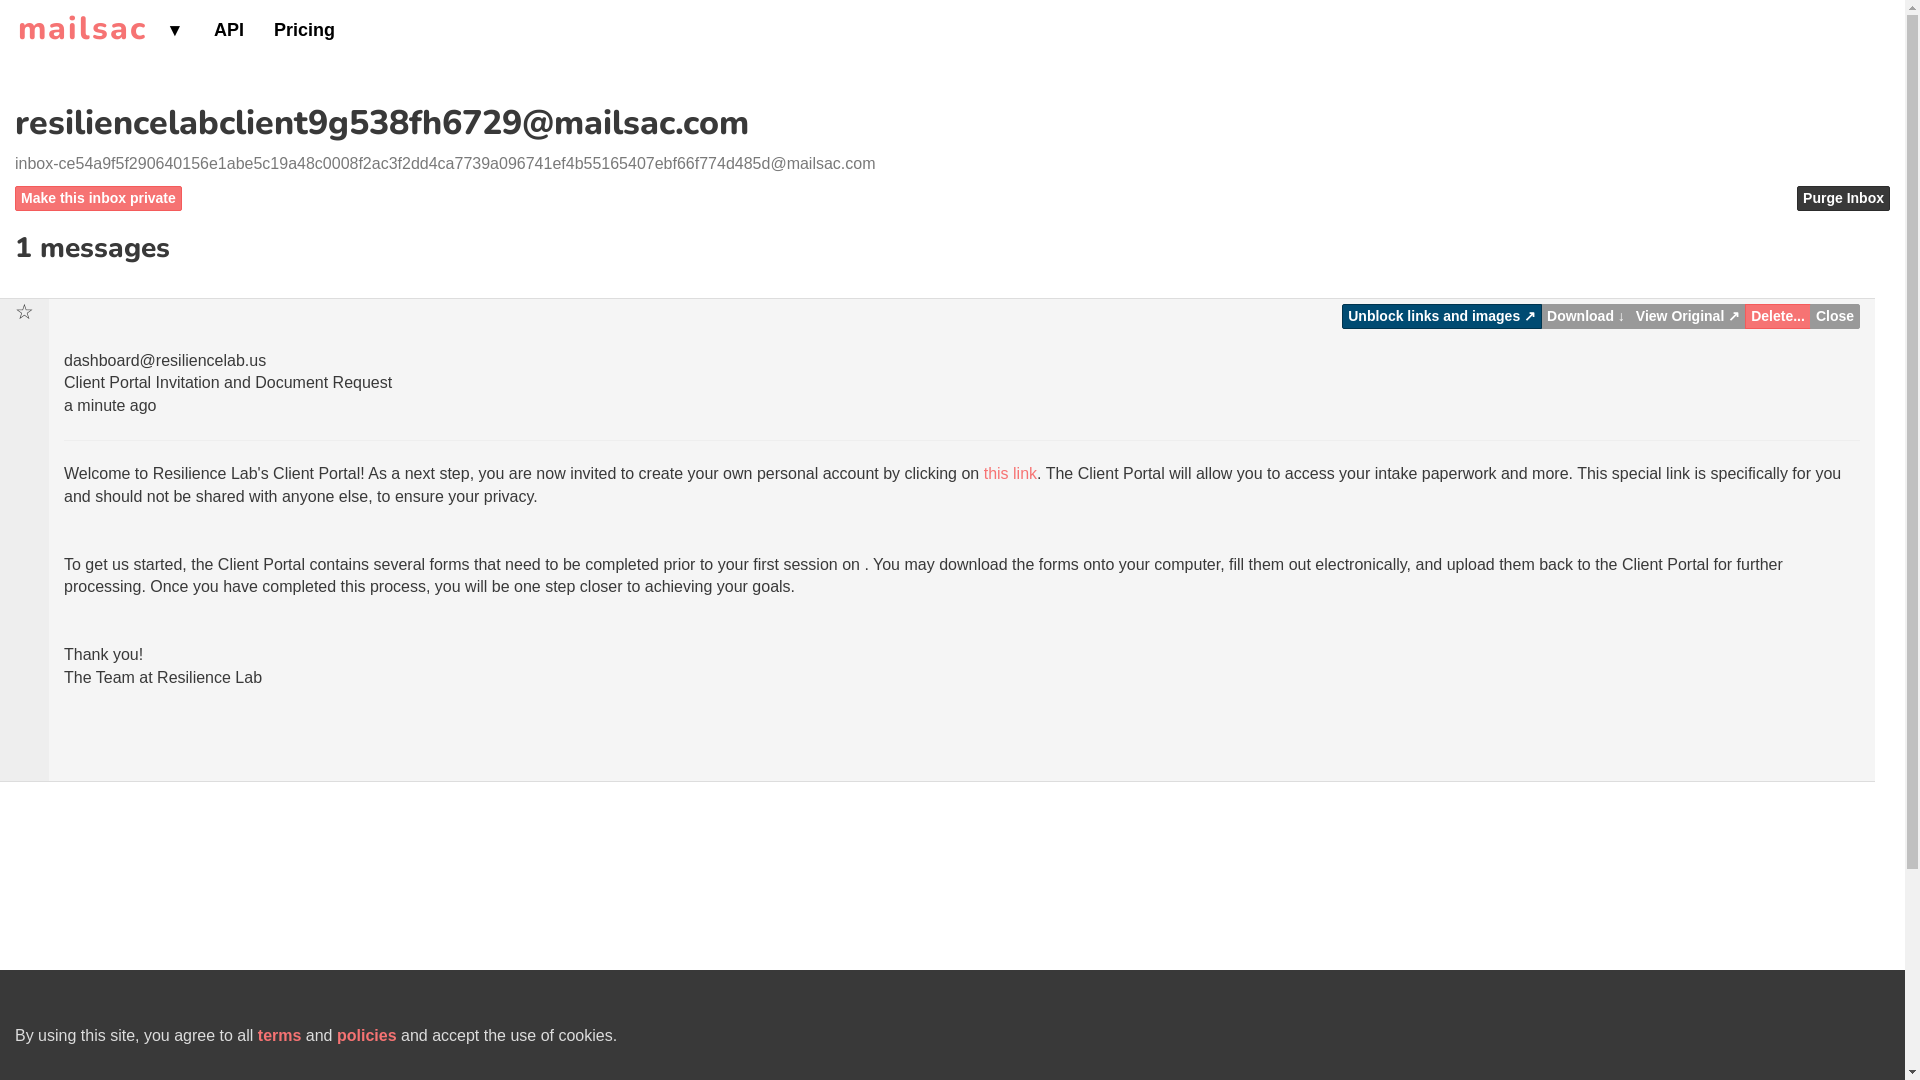 mailsac ▼ API Pricing
resiliencelabclient9g538fh6729@mailsac.com
inbox-ce54a9f5f290640156e1abe5c19a48c0008f2ac3f2dd4ca7739a096741ef4b55165407ebf66f774d485d@mailsac.com
Make this inbox private
Purge Inbox
1 messages
☆
Unblock links and images ↗ Download ↓ View Original ↗ Delete... Close
dashboard@resiliencelab.us
Client Portal Invitation and Document Request
a minute ago
Welcome to Resilience Lab's Client Portal! As a next step, you are now invited to create your own personal account by clicking on this link. The Client Portal will allow you to access your intake paperwork and more. This special link is specifically for you
and should not be shared with anyone else, to ensure your privacy.
To get us started, the Client Portal contains several forms that need to be completed prior to your first session on . You may download the forms onto your computer, fill them out electronically, and upload them back to the Client Portal for further
processing. Once you have completed this process, you will be one step closer to achieving your goals.
Thank you!
The Team at Resilience Lab
By using this site, you agree to all terms and policies and accept the use of cookies.